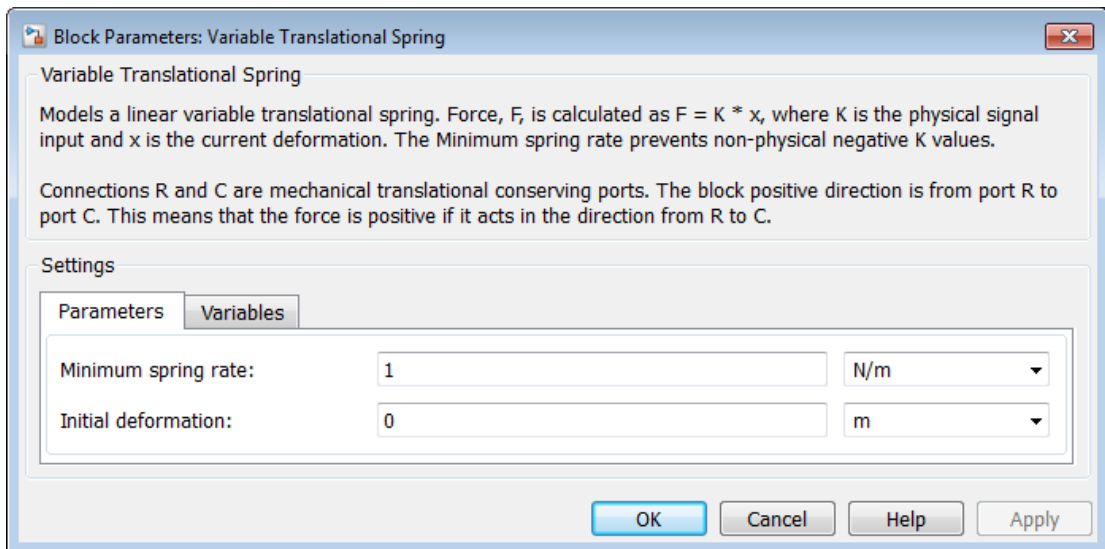 Block Parameters: Variable Translational Spring
Variable Translational Spring
Models a linear variable translational spring. Force, F, is calculated as F = K * x, where K is the physical signal
input and x is the current deformation. The Minimum spring rate prevents non-physical negative K values.
Connections R and C are mechanical translational conserving ports. The block positive direction is from port R to
port C. This means that the force is positive if it acts in the direction from R to C.
Settings
Parameters Variables
Minimum spring rate: 1 N/m
Initial deformation: 0 m
OK Cancel Help Apply